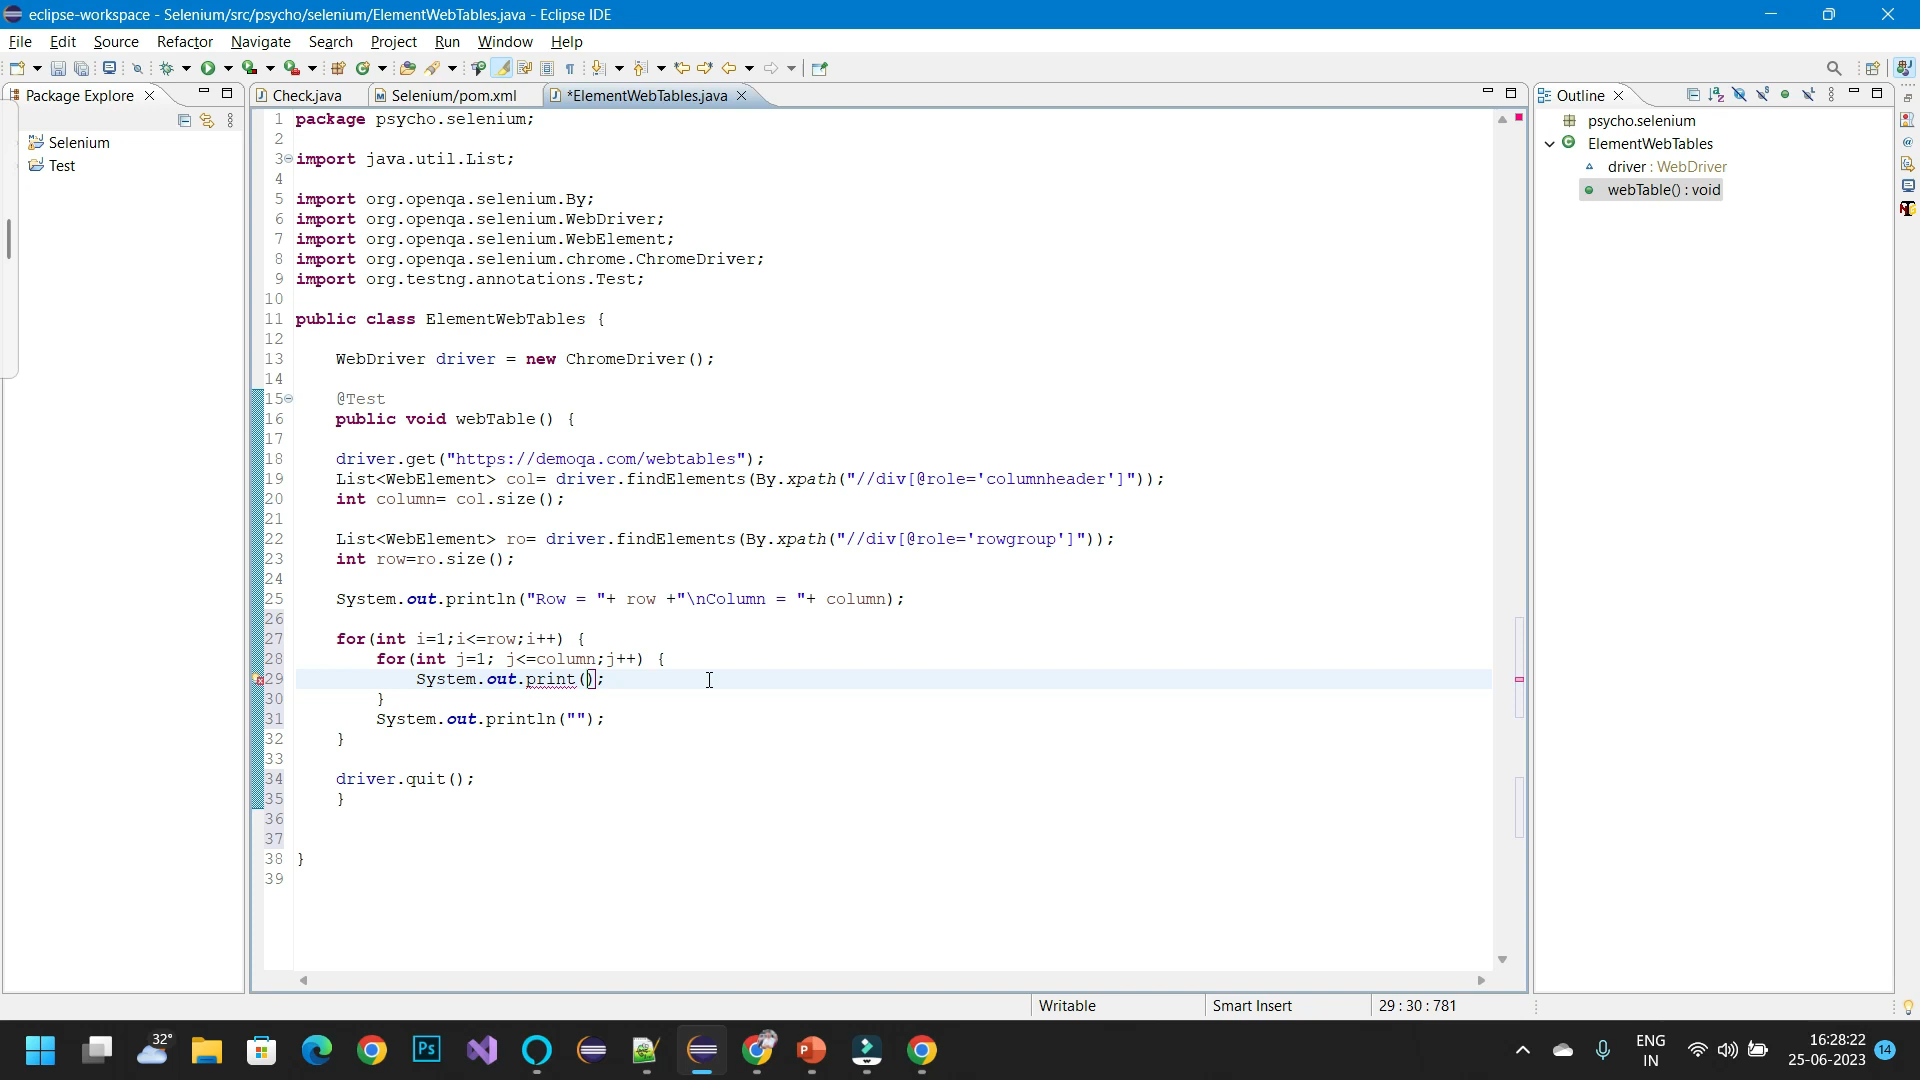 eclipse-workspace - Selenium/src/psycho/selenium/ElementWebTables.java - Eclipse IDE
File Edit Source Refactor Navigate Search Project Run Window Help
Package Explore
Check.java
Selenium/pom.xml
*ElementWebTables.java
Outline
Selenium
Test
1 package psycho.selenium;
2
3 import java.util.List;
4
5 import org.openqa.selenium.By;
6 import org.openqa.selenium.WebDriver;
7 import org.openqa.selenium.WebElement;
8 import org.openqa.selenium.chrome.ChromeDriver;
9 import org.testng.annotations.Test;
10
11 public class ElementWebTables {
12
13 WebDriver driver = new ChromeDriver();
14
15 @Test
16 public void webTable() {
17
18 driver.get("https://demoqa.com/webtables");
19 List<WebElement> col= driver.findElements(By.xpath("//div[@role='columnheader']"));
20 int column= col.size();
21
22 List<WebElement> ro= driver.findElements(By.xpath("//div[@role='rowgroup']"));
23 int row=ro.size();
24
25 System.out.println("Row = "+ row +"\nColumn = "+ column);
26
27 for(int i=1;i<=row;i++) {
28 for(int j=1; j<=column;j++) {
29 System.out.print();
30 }
31 System.out.println("");
32 }
33
34 driver.quit();
35 }
36
37
38 }
39
psycho.selenium
ElementWebTables
driver : WebDriver
webTable() : void
Writable
Smart Insert
29 : 30 : 781
32°
Ps
ENG
IN
16:28:22
25-06-2023
14